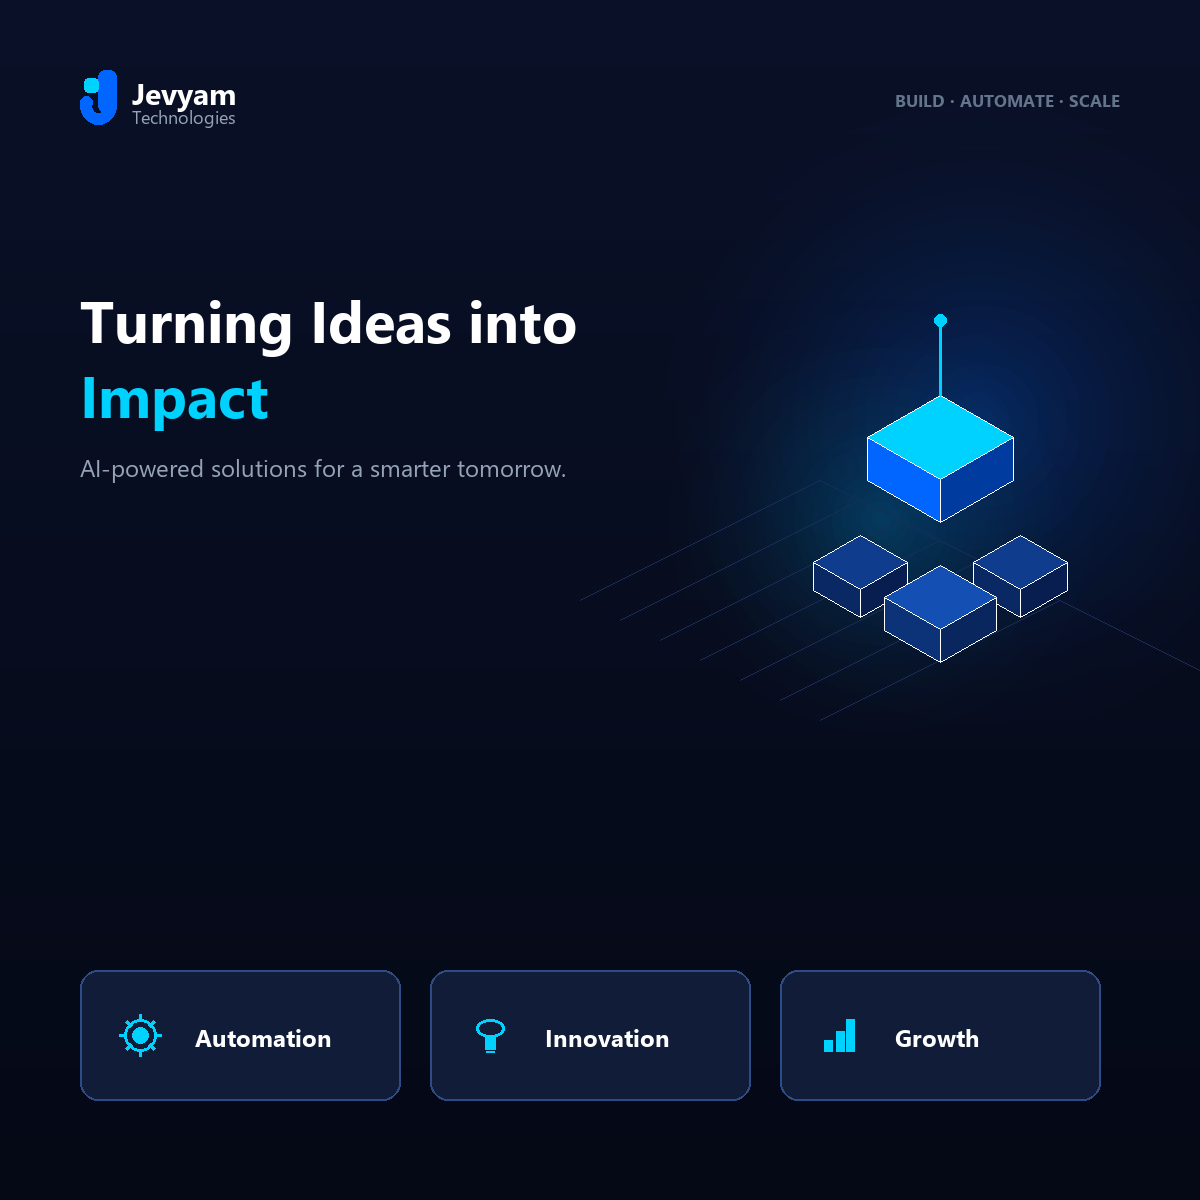 Jevyam
Technologies
BUILD · AUTOMATE · SCALE
Turning Ideas into
Impact
AI-powered solutions for a smarter tomorrow.
Automation
Innovation
Growth